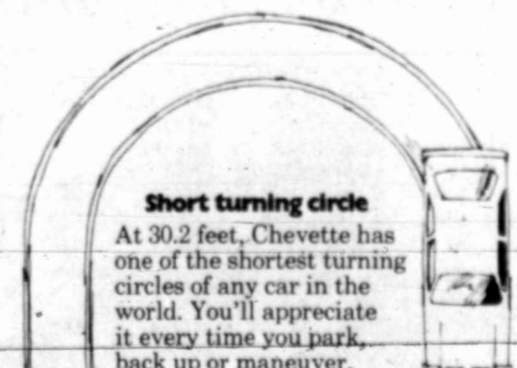 Short turning circle
At 30.2 feet, Chevette has
one of the shortest turning
circles of any car in the
world. You'll appreciate
it every time you park,
back up or maneuver.